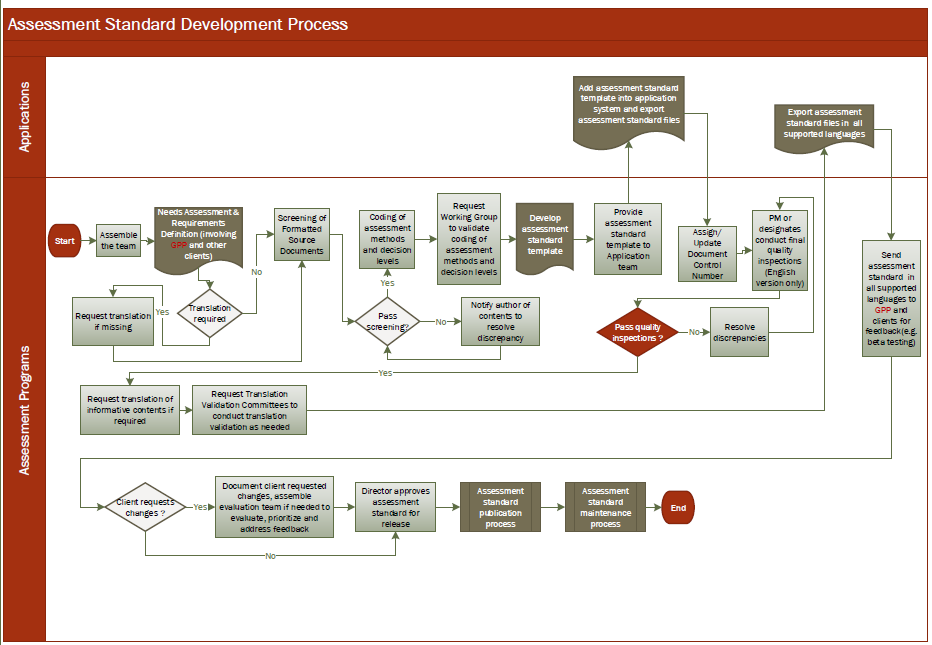 Assessment Standard Development Process
Applications
Add assessment standard
template into application
system and export
assessment standard files
Export assessment
standard files in all
supported languages
Assessment Programs
Start
Assemble
the team
Needs Assessment &
Requirements
Definition (involving
GPP and other
clients)
Screening of
Formatted
Source
Documents
Coding of
assessment
methods
and decision
levels
Request
Working Group
to validate
coding of
assessment
methods and
decision levels
Develop
assessment
standard
template
Provide
assessment
standard
template to
Application
team
Assign/
Update
Document
Control
Number
PM or
designates
conduct final
quality
inspections
(English
version only)
Send
assessment
standard in
all supported
languages to
GPP and
clients for
feedback(e.g.
beta testing)
No
Yes
Request translation
if missing
Yes
Translation
required
Pass
screening?
No
Notify author of
contents to
resolve
discrepancy
Pass quality
inspections ?
No
Resolve
discrepancies
Yes
Request translation of
informative contents if
required
Request Translation
Validation Committees to
conduct translation
validation as needed
Client requests
changes ?
Yes
Document client requested
changes, assemble
evaluation team if needed to
evaluate, prioritize and
address feedback
Director approves
assessment
standard for
release
Assessment
standard
publication
process
Assessment
standard
maintenance
process
End
No